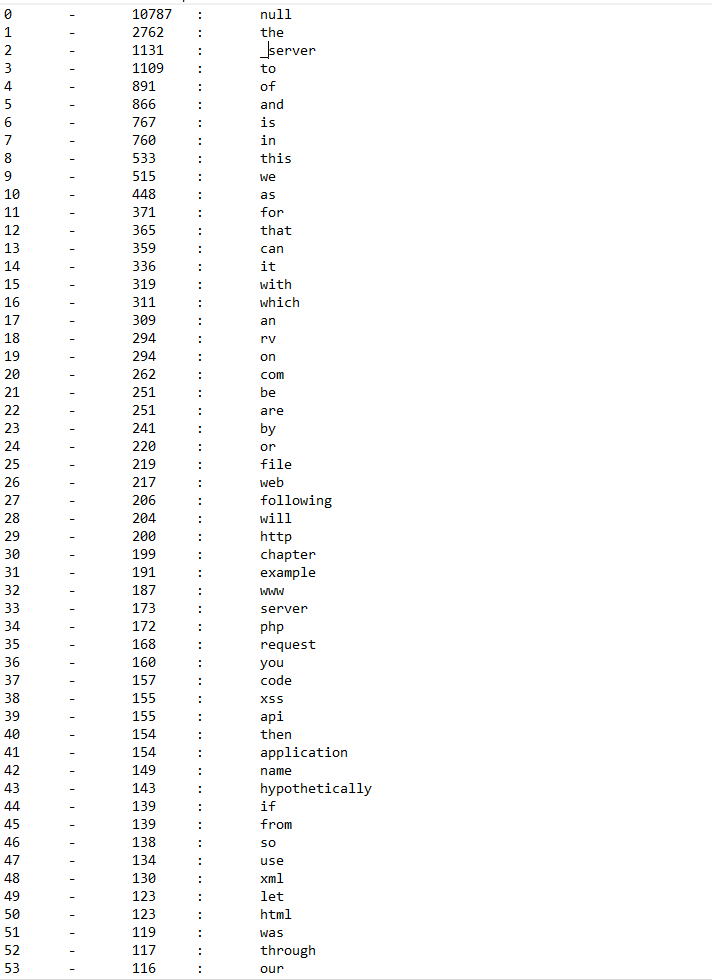 0 - 10787 : null
1 - 2762 : the
2 - 1131 : _server
3 - 1109 : to
4 - 891 : of
5 - 866 : and
6 - 767 : is
7 - 760 : in
8 - 533 : this
9 - 515 : we
10 - 448 : as
11 - 371 : for
12 - 365 : that
13 - 359 : can
14 - 336 : it
15 - 319 : with
16 - 311 : which
17 - 309 : an
18 - 294 : rv
19 - 294 : on
20 - 262 : com
21 - 251 : be
22 - 251 : are
23 - 241 : by
24 - 220 : or
25 - 219 : file
26 - 217 : web
27 - 206 : following
28 - 204 : will
29 - 200 : http
30 - 199 : chapter
31 - 191 : example
32 - 187 : www
33 - 173 : server
34 - 172 : php
35 - 168 : request
36 - 160 : you
37 - 157 : code
38 - 155 : xss
39 - 155 : api
40 - 154 : then
41 - 154 : application
42 - 149 : name
43 - 143 : hypothetically
44 - 139 : if
45 - 139 : from
46 - 138 : so
47 - 134 : use
48 - 130 : xml
49 - 123 : let
50 - 123 : html
51 - 119 : was
52 - 117 : through
53 - 116 : our